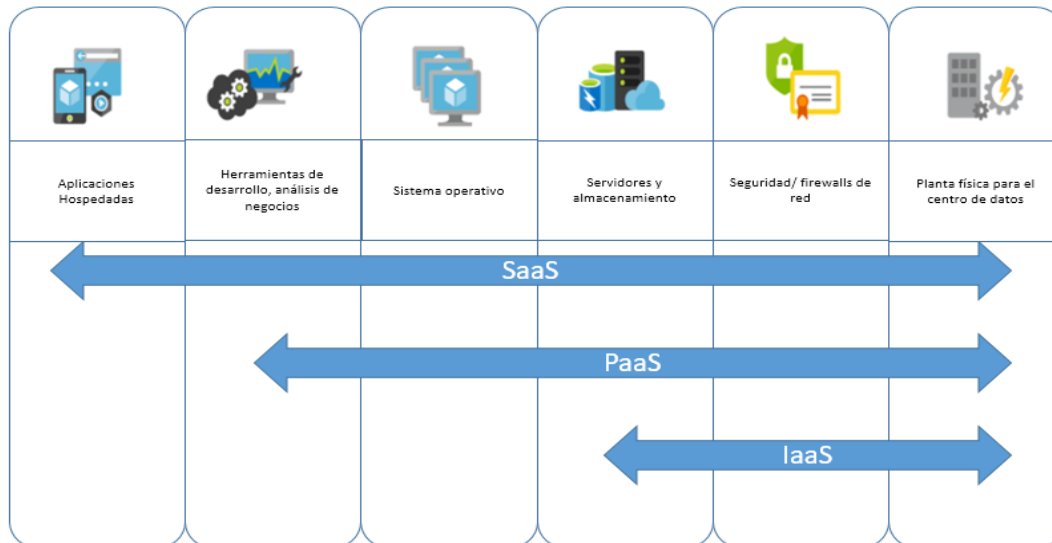 Aplicaciones
Hospedadas
Herramientas de
desarrollo, análisis de
negocios
Sistema operativo
Servidores y
almacenamiento
Seguridad/ firewalls de
red
Planta física para el
centro de datos
SaaS
PaaS
IaaS